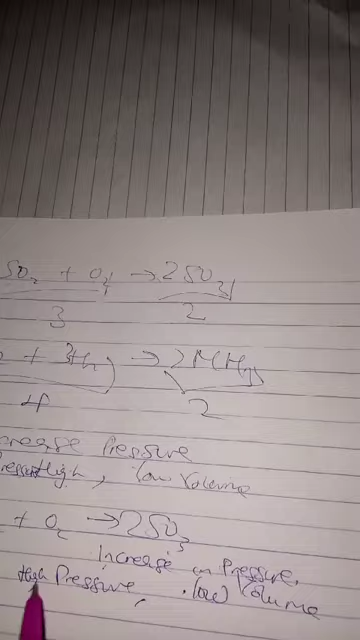 SO₂ + O₂ → 2SO₃
3 2
+ 3H₂ → 2NH₃
4 2
crease Pressure
High, low Volume
+ O₂ → 2SO₃
Increase in Pressure,
High Pressure, low Volume